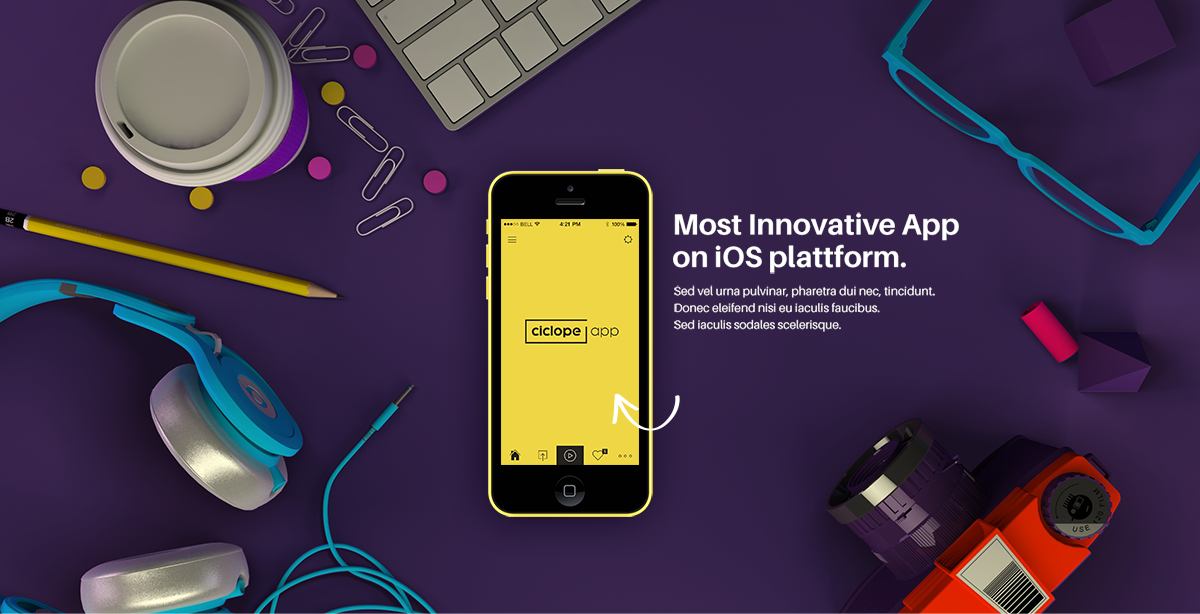 BELL
4:21 PM
100%
Most Innovative App
on iOS plattform.
Sed vel urna pulvinar, pharetra dui nec, tincidunt.
Donec eleifend nisi eu iaculis faucibus.
Sed iaculis sodales scelerisque.
ciclope app
2B
USE